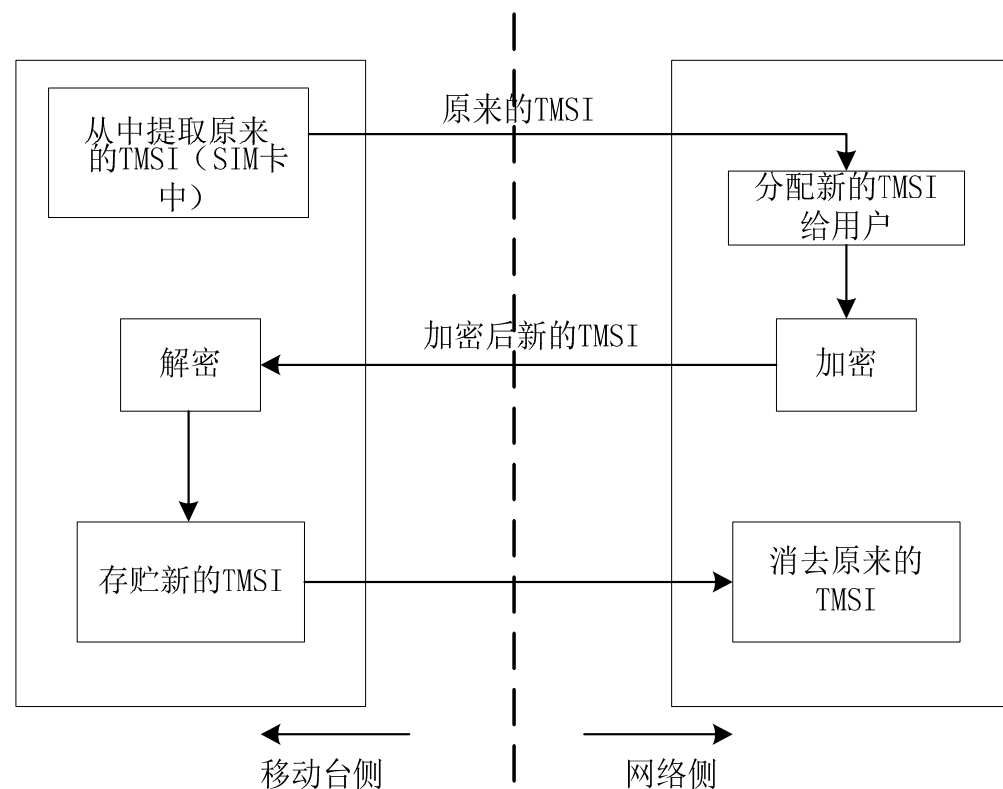 从中提取原来
的TMSI（SIM卡
中）
原来的TMSI
分配新的TMSI
给用户
加密后新的TMSI
解密
加密
存贮新的TMSI
消去原来的
TMSI
移动台侧
网络侧